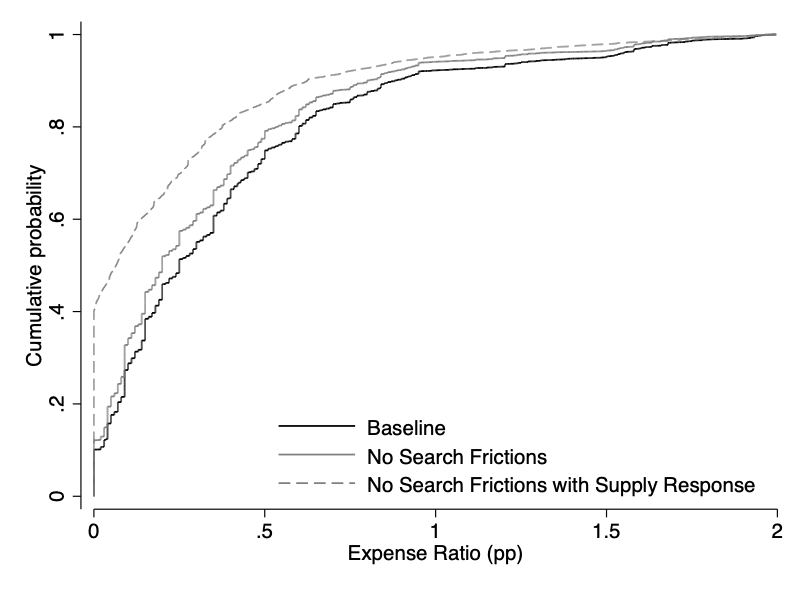 Cumulative probability
1
.8
.6
.4
.2
0
Baseline
No Search Frictions
No Search Frictions with Supply Response
0 .5 1 1.5 2
Expense Ratio (pp)